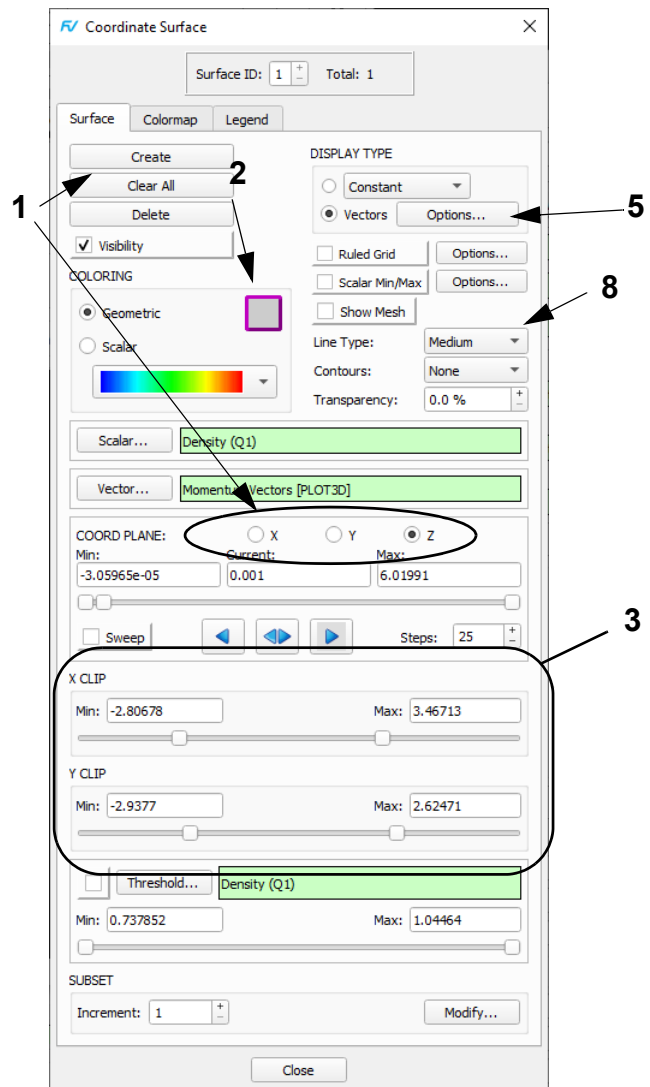 FV Coordinate Surface
Surface ID: 1 Total: 1
Surface Colormap Legend
Create
Clear All
Delete
Visibility
1
2
DISPLAY TYPE
Constant
Vectors Options...
5
Ruled Grid Options...
Scalar Min/Max Options...
Show Mesh
8
Line Type: Medium
Contours: None
Transparency: 0.0 %
COLORING
Geometric
Scalar
Scalar... Density (Q1)
Vector... Momentum Vectors [PLOT3D]
COORD PLANE: X Y Z
Min: Current: Max:
-3.05965e-05 0.001 6.01991
Sweep Steps: 25
3
X CLIP
Min: -2.80678 Max: 3.46713
Y CLIP
Min: -2.9377 Max: 2.62471
Threshold... Density (Q1)
Min: 0.737852 Max: 1.04464
SUBSET
Increment: 1 Modify...
Close